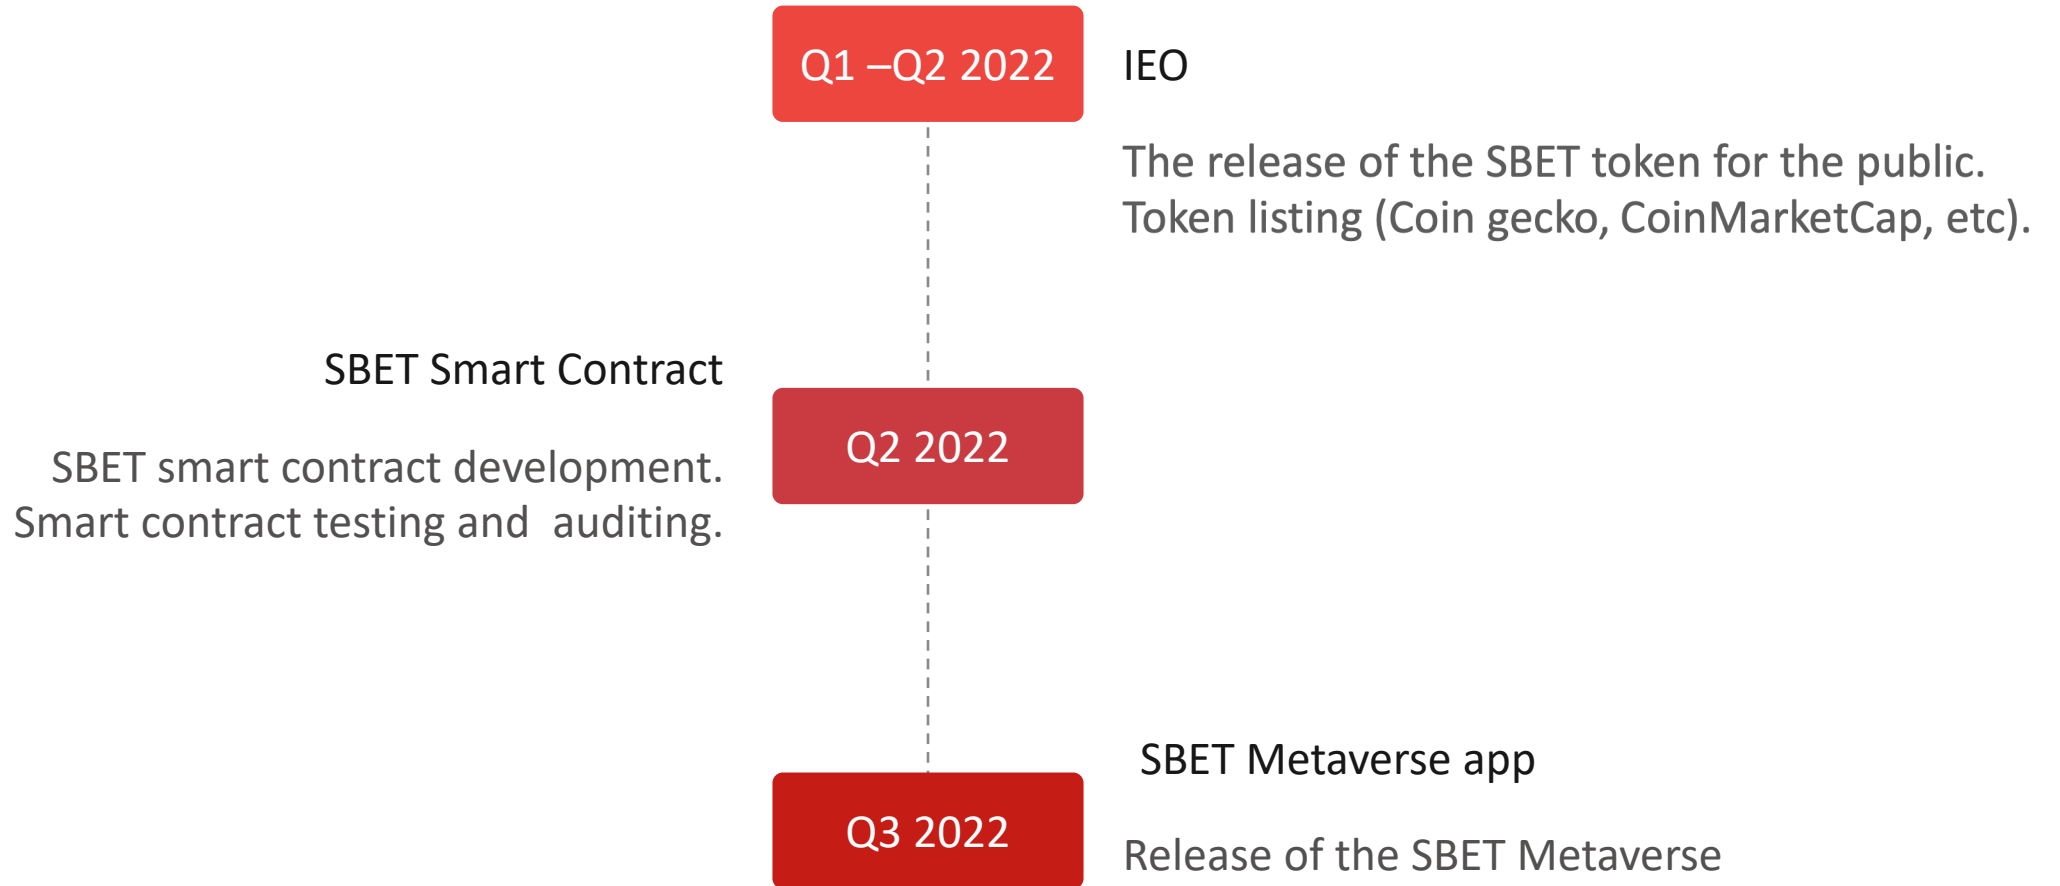 Q1 –Q2 2022
IEO
The release of the SBET token for the public.
Token listing (Coin gecko, CoinMarketCap, etc).
SBET Smart Contract
Q2 2022
SBET smart contract development.
Smart contract testing and  auditing.
SBET Metaverse app
Q3 2022
Release of the SBET Metaverse